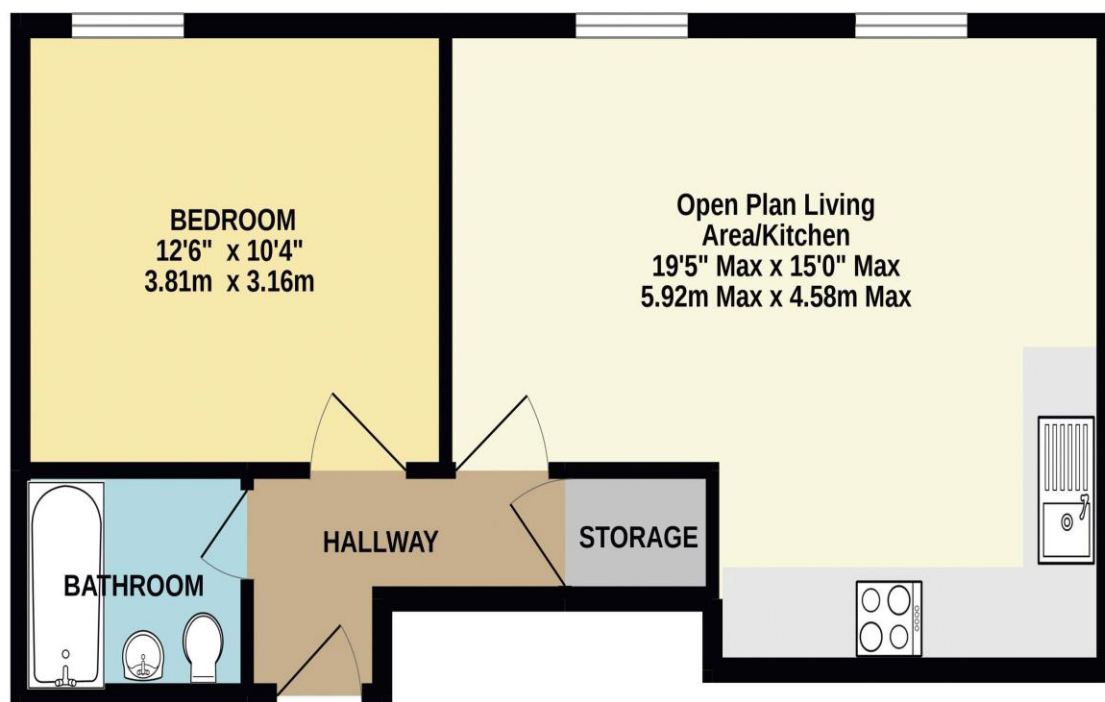 BEDROOM
12'6" x 10'4"
3.81m x 3.16m
Open Plan Living
Area/Kitchen
19'5" Max x 15'0" Max
5.92m Max x 4.58m Max
HALLWAY
STORAGE
BATHROOM